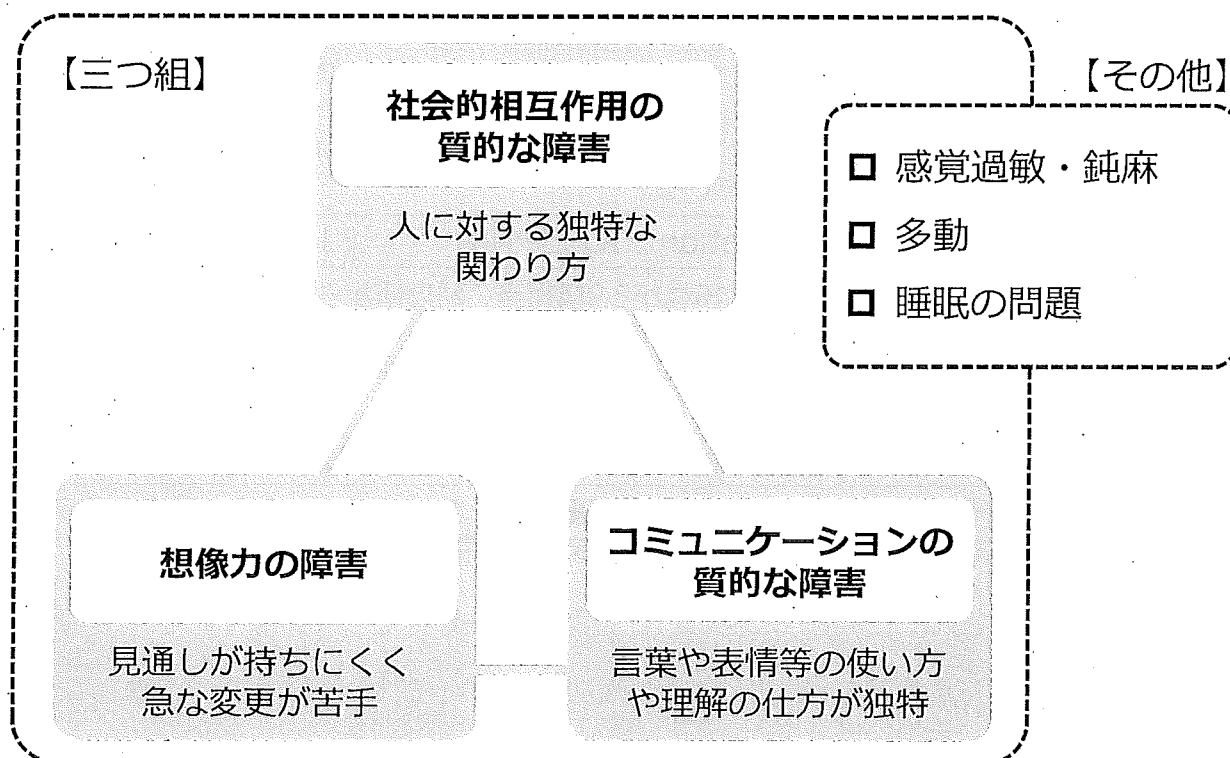 【三つ組】
社会的相互作用の
質的な障害
人に対する独特な
関わり方
想像力の障害
見通しが持ちにくく
急な変更が苦手
コミュニケーションの
質的な障害
言葉や表情等の使い方
や理解の仕方が独特
【その他】
□ 感覚過敏・鈍麻
□ 多動
□ 睡眠の問題